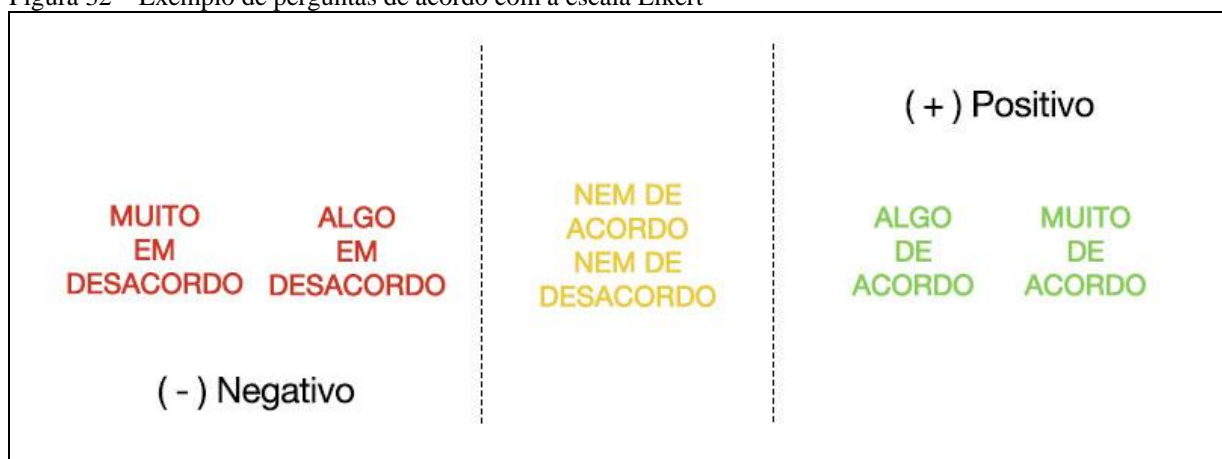 Figura 32 – Exemplo de perguntas de acordo com a escala Likert
( + ) Positivo
MUITO
EM
DESACORDO
ALGO
EM
DESACORDO
NEM DE
ACORDO
NEM DE
DESACORDO
ALGO
DE
ACORDO
MUITO
DE
ACORDO
( - ) Negativo